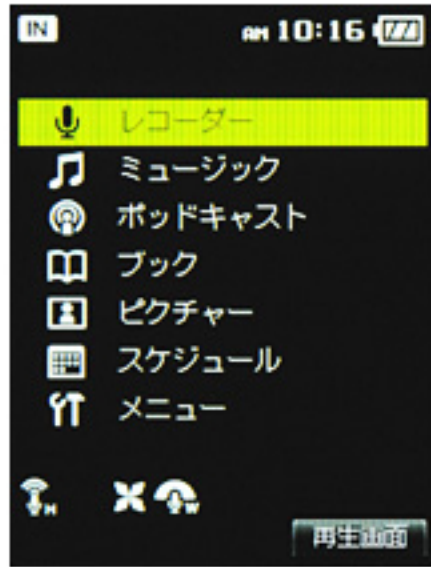 IN AM 10:16
レコーダー
ミュージック
ポッドキャスト
ブック
ピクチャー
スケジュール
メニュー
M W
再生画面